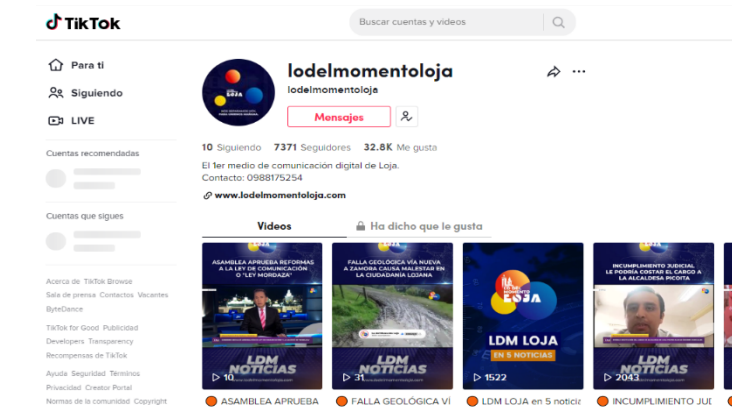 TikTok
Buscar cuentas y videos
Para ti
Siguiendo
LIVE
Cuentas recomendadas
Cuentas que sigues
Acerca de TikTok Browse
Sala de prensa Contactos Vacantes
ByteDance
TikTok for Good Publicidad
Developers Transparency
Recompensas de TikTok
Ayuda Seguridad Términos
Privacidad Creator Portal
Normas de la comunidad Copyright
LOJA
lodelmomentoloja
lodelmomentoloja
Mensajes
10 Siguiendo 7371 Seguidores 32.8K Me gusta
El 1er medio de comunicación digital de Loja.
Contacto: 0988175254
www.lodelmomentoloja.com
Videos
Ha dicho que le gusta
ASAMBLEA APRUEBA REFORMAS
A LA LEY DE COMUNICACIÓN
O "LEY MORDAZA"
LDM
NOTICIAS
10
ASAMBLEA APRUEBA
FALLA GEOLÓGICA VÍA NUEVA
A ZAMORA CAUSA MALESTAR EN
LA CIUDADANÍA LOJANA
LDM
NOTICIAS
31
FALLA GEOLÓGICA VÍ
LOJA
LDM LOJA
EN 5 NOTICIAS
1522
LDM LOJA en 5 notici
INCUMPLIMIENTO JUDICIAL
LE PODRÍA COSTAR EL CARGO A
LA ALCALDESA PICOITA
LDM
NOTICIAS
2043
INCUMPLIMIENTO JUI